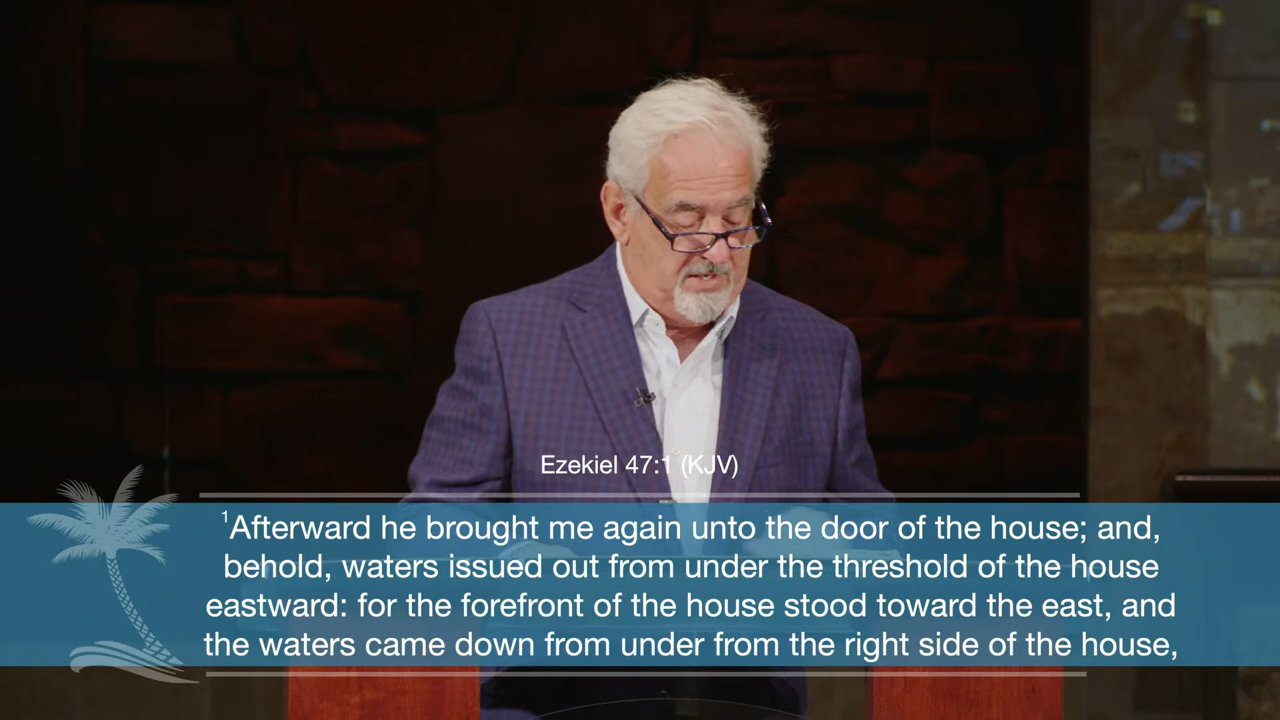 Ezekiel 47:1 (KJV)
1Afterward he brought me again unto the door of the house; and,
behold, waters issued out from under the threshold of the house
eastward: for the forefront of the house stood toward the east, and
the waters came down from under from the right side of the house,